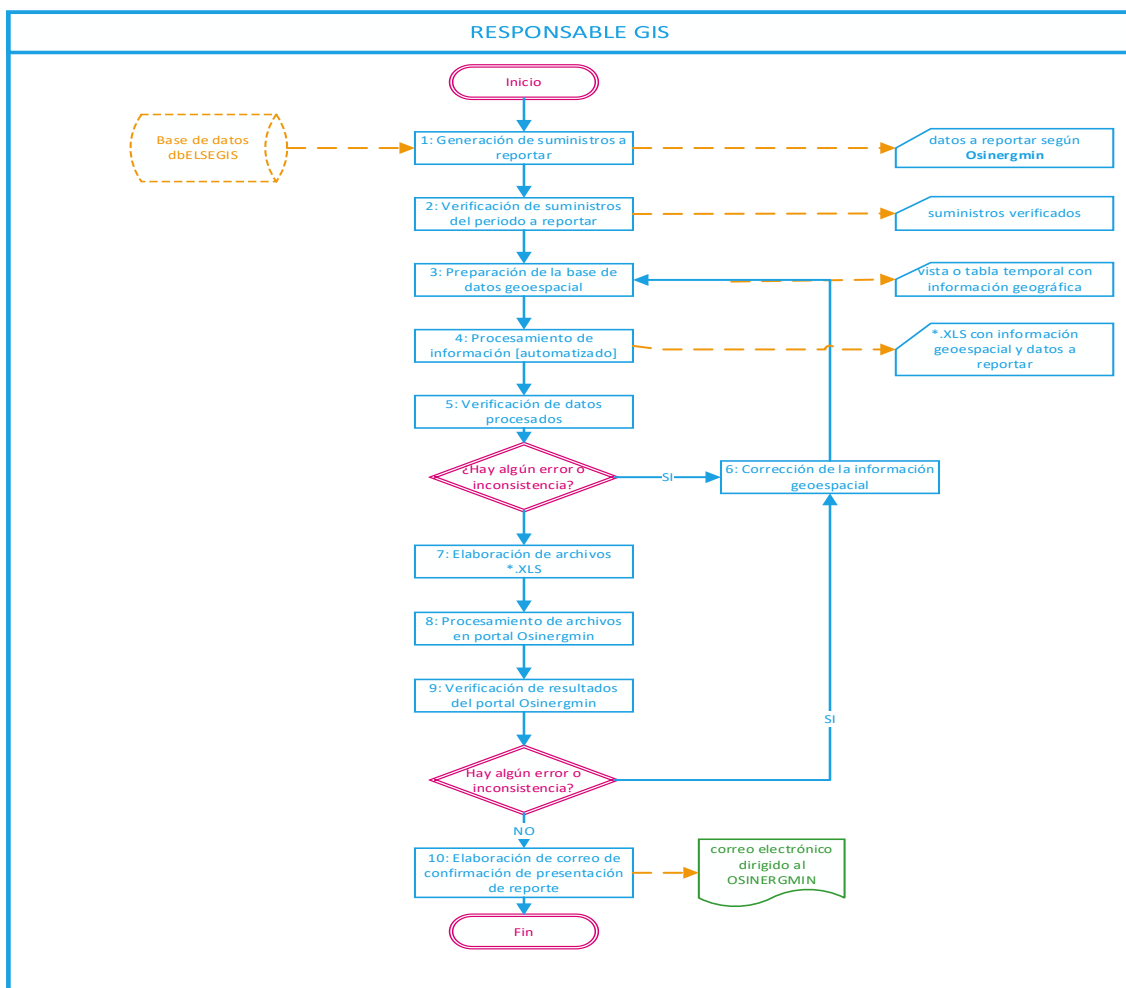 RESPONSABLE GIS
Inicio
Base de datos
dbELSEGIS
1: Generación de suministros a
reportar
datos a reportar según
Osinergmin
2: Verificación de suministros
del periodo a reportar
suministros verificados
3: Preparación de la base de
datos geoespacial
vista o tabla temporal con
información geográfica
4: Procesamiento de
información [automatizado]
*.XLS con información
geoespacial y datos a
reportar
5: Verificación de datos
procesados
¿Hay algún error o
inconsistencia?
SI
6: Corrección de la información
geoespacial
7: Elaboración de archivos
*.XLS
8: Procesamiento de archivos
en portal Osinergmin
9: Verificación de resultados
del portal Osinergmin
SI
Hay algún error o
inconsistencia?
NO
10: Elaboración de correo de
confirmación de presentación
de reporte
correo electrónico
dirigido al
OSINERGMIN
Fin